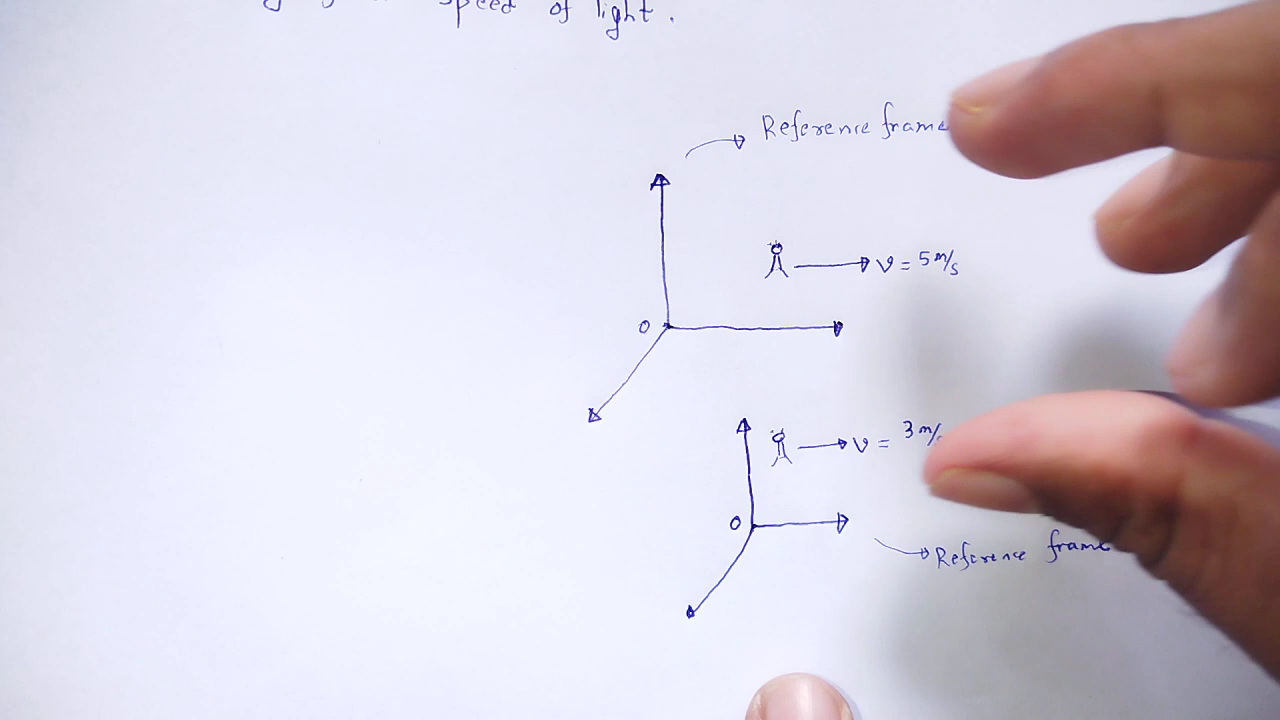 speed of light.
Reference frame
v = 5 m/s
O
v = 3 m/s
O
Reference frame